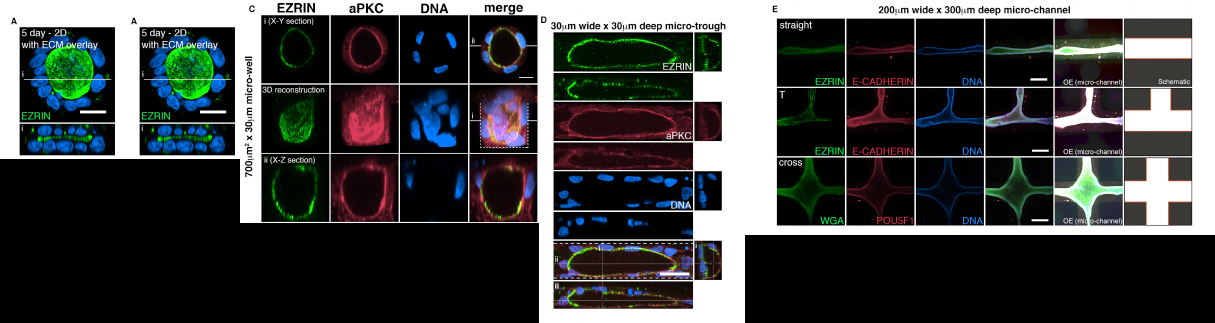 A
5 day - 2D
with ECM overlay
i
EZRIN
i
A
5 day - 2D
with ECM overlay
i
EZRIN
i
C
EZRIN
aPKC
DNA
merge
700µm² x 30µm micro-well
i (X-Y section)
ii
3D reconstruction
i
ii (X-Z section)
D
30µm wide x 30µm deep micro-trough
EZRIN
aPKC
DNA
i
ii
i
ii
E
200µm wide x 300µm deep micro-channel
straight
EZRIN
E-CADHERIN
DNA
OE (micro-channel)
Schematic
T
EZRIN
E-CADHERIN
DNA
OE (micro-channel)
cross
WGA
POU5F1
DNA
OE (micro-channel)